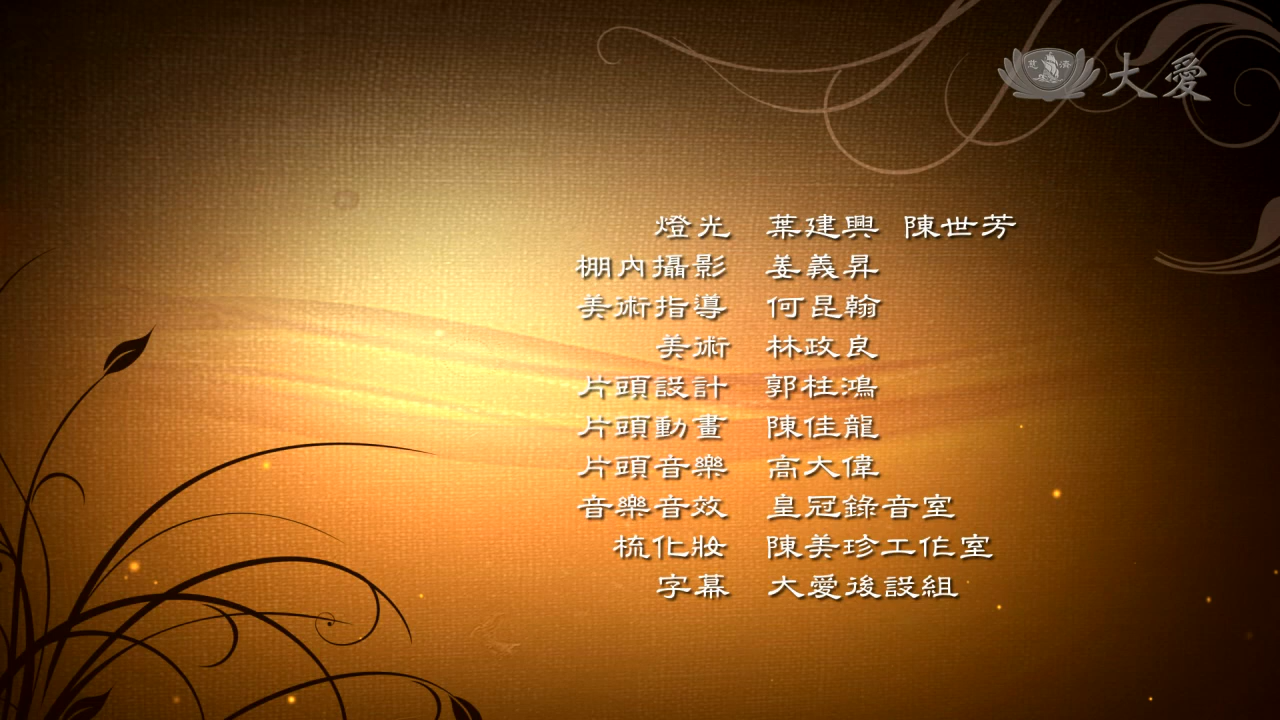 慈濟 大愛
燈光 葉建興 陳世芳
棚內攝影 姜義昇
美術指導 何昆翰
美術 林政良
片頭設計 郭柱鴻
片頭動畫 陳佳龍
片頭音樂 高大偉
音樂音效 皇冠錄音室
梳化妝 陳美珍工作室
字幕 大愛後設組